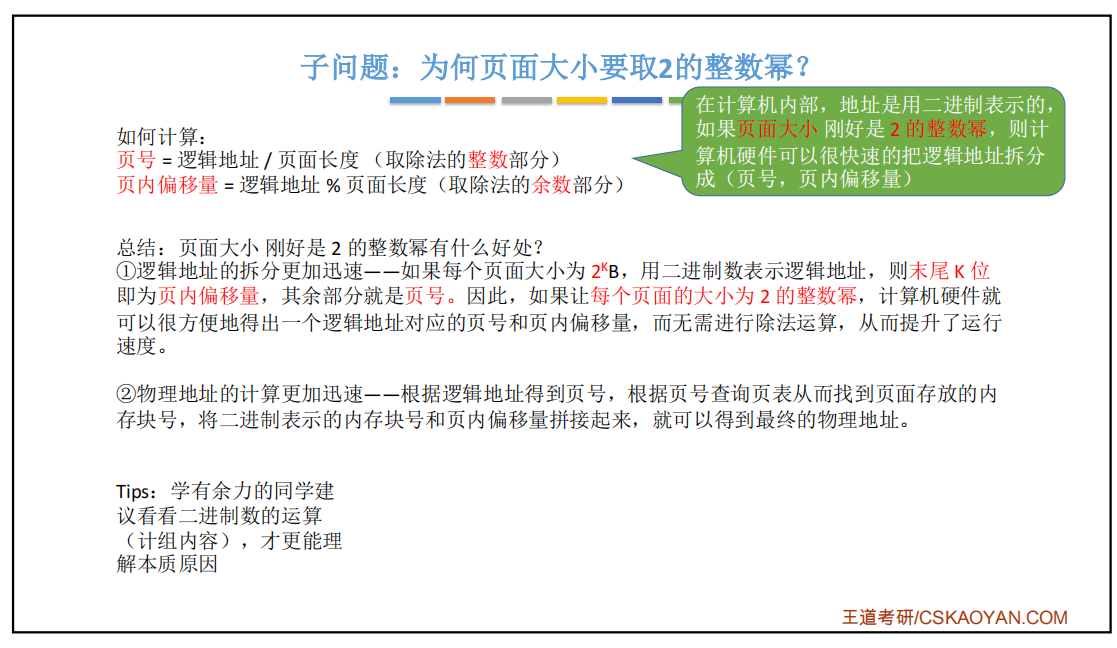 子问题：为何页面大小要取2的整数幂？
在计算机内部，地址是用二进制表示的，
如果页面大小 刚好是 2 的整数幂，则计
算机硬件可以很快速的把逻辑地址拆分
成（页号，页内偏移量）
如何计算：
页号 = 逻辑地址 / 页面长度 （取除法的整数部分）
页内偏移量 = 逻辑地址 % 页面长度（取除法的余数部分）
总结：页面大小 刚好是 2 的整数幂有什么好处？
①逻辑地址的拆分更加迅速——如果每个页面大小为 2ᴷB，用二进制数表示逻辑地址，则末尾 K 位
即为页内偏移量，其余部分就是页号。因此，如果让每个页面的大小为 2 的整数幂，计算机硬件就
可以很方便地得出一个逻辑地址对应的页号和页内偏移量，而无需进行除法运算，从而提升了运行
速度。
②物理地址的计算更加迅速——根据逻辑地址得到页号，根据页号查询页表从而找到页面存放的内
存块号，将二进制表示的内存块号和页内偏移量拼接起来，就可以得到最终的物理地址。
Tips：学有余力的同学建
议看看二进制数的运算
（计组内容），才更能理
解本质原因
王道考研/CSKAOYAN.COM